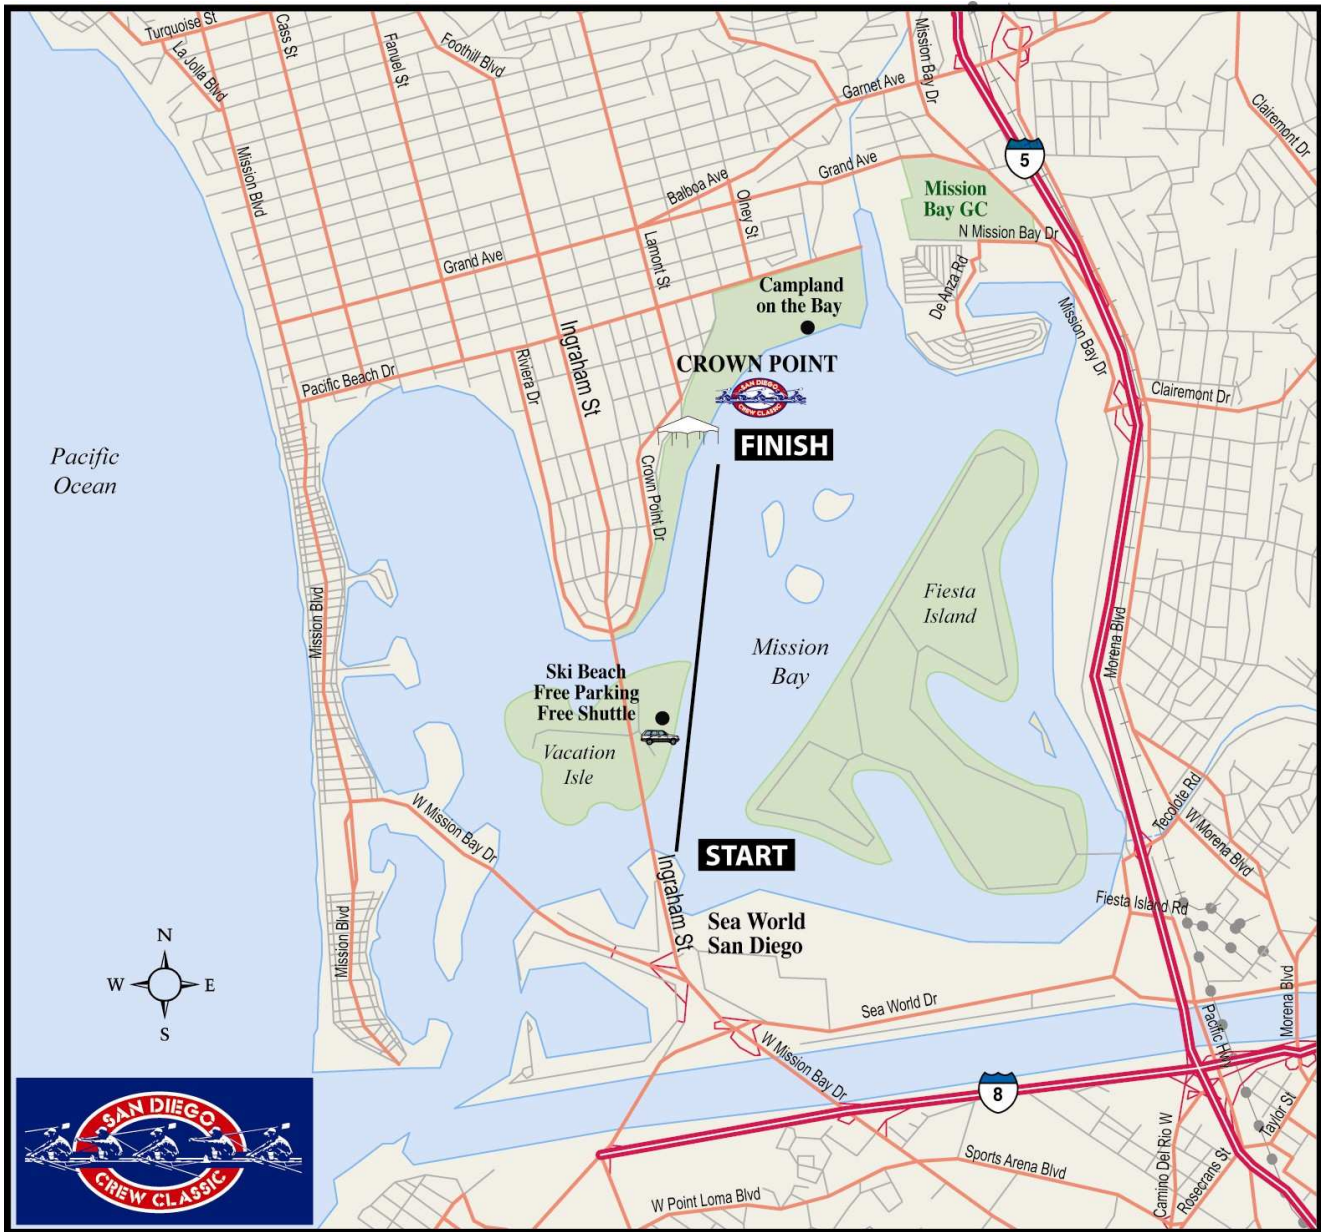 Turquoise St
La Jolla Blvd
Cass St
Fanuel St
Foothill Blvd
Mission Bay Dr
Garnet Ave
Clairemont Dr
5
Mission Blvd
Balboa Ave
Grand Ave
Olney St
Mission
Bay GC
N Mission Bay Dr
Grand Ave
Lamont St
De Anza Rd
Campland
on the Bay
Mission Bay Dr
Ingraham St
Riviera Dr
Pacific Beach Dr
CROWN POINT
SAN DIEGO
CREW CLASSIC
Clairemont Dr
FINISH
Pacific
Ocean
Crown Point Dr
Fiesta
Island
Mission Blvd
Mission
Bay
Morena Blvd
Ski Beach
Free Parking
Free Shuttle
Vacation
Isle
W Mission Bay Dr
Tecolote Rd
W Morena Blvd
START
Ingraham St
Fiesta Island Rd
Sea World
San Diego
Mission Blvd
N
W E
S
Sea World Dr
Morena Blvd
Pacific Hwy
W Mission Bay Dr
8
Taylor St
Camino Del Rio W
Rosecrans St
Sports Arena Blvd
W Point Loma Blvd
SAN DIEGO
CREW CLASSIC